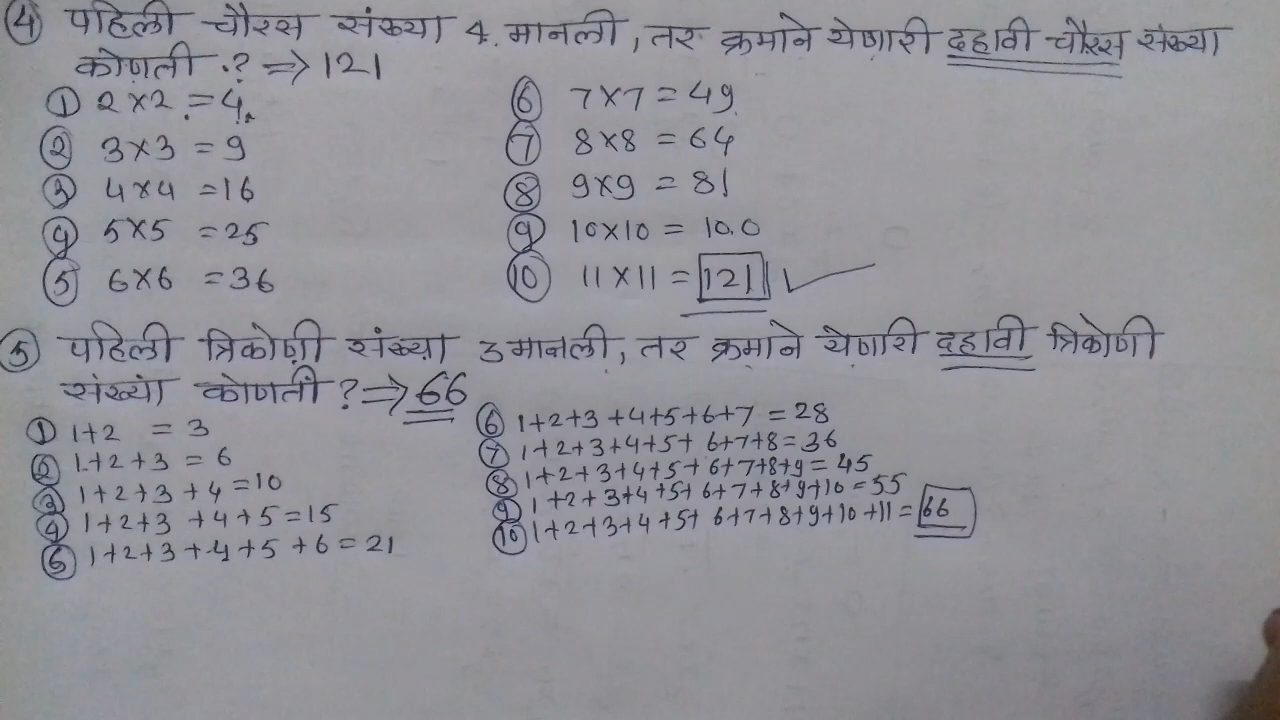 ④ पहिली चौरस संख्या 4 मानली, तर क्रमाने येणारी दहावी चौरस संख्या
कोणती ? ⇒ 121
① 2×2 = 4
② 3×3 = 9
③ 4×4 = 16
④ 5×5 = 25
⑤ 6×6 = 36
⑥ 7×7 = 49
⑦ 8×8 = 64
⑧ 9×9 = 81
⑨ 10×10 = 10.0
⑩ 11×11 = 121 ✓
⑤ पहिली त्रिकोणी संख्या 3 मानली, तर क्रमाने येणारी दहावी त्रिकोणी
संख्या कोणती ? ⇒ 66
① 1+2 = 3
② 1+2+3 = 6
③ 1+2+3+4 = 10
④ 1+2+3+4+5 = 15
⑤ 1+2+3+4+5+6 = 21
⑥ 1+2+3+4+5+6+7 = 28
⑦ 1+2+3+4+5+6+7+8 = 36
⑧ 1+2+3+4+5+6+7+8+9 = 45
⑨ 1+2+3+4+5+6+7+8+9+10 = 55
⑩ 1+2+3+4+5+6+7+8+9+10+11 = 66